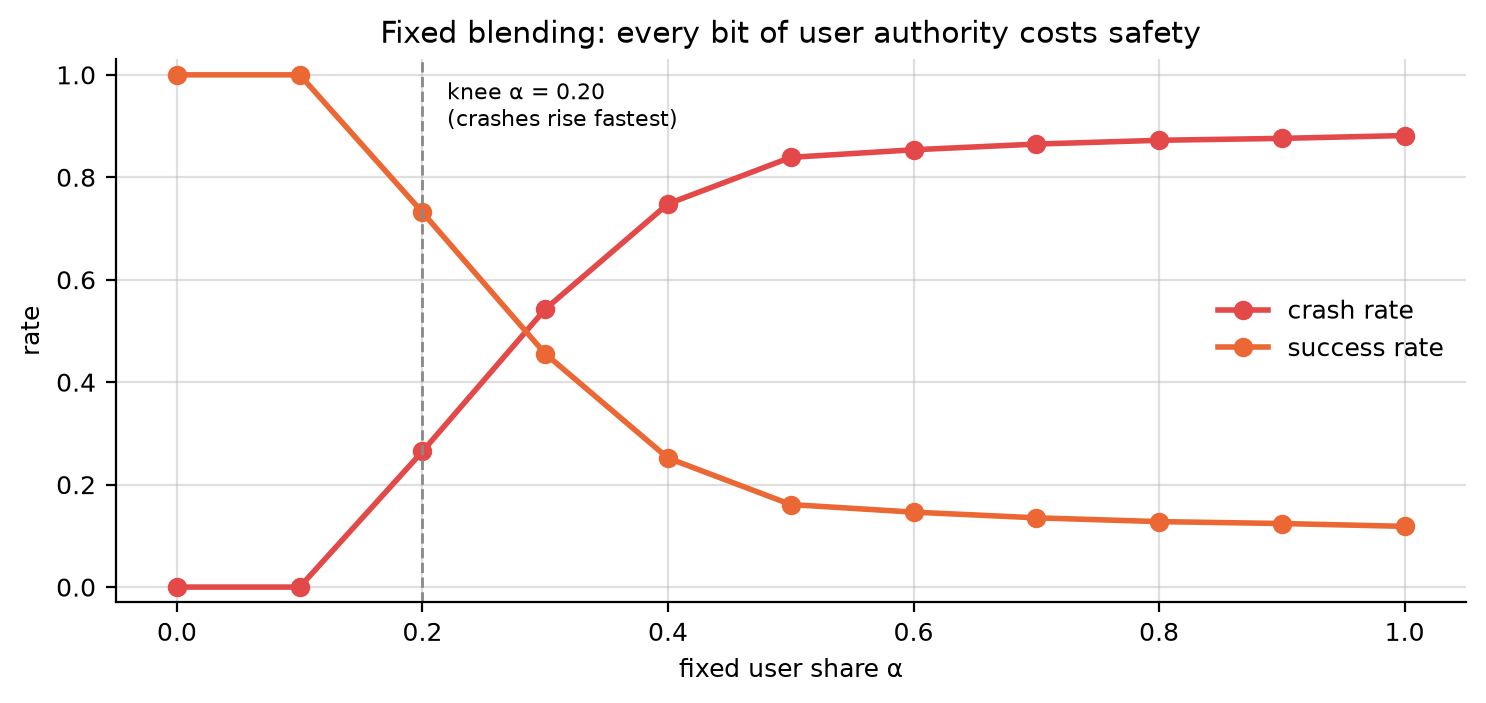 Fixed blending: every bit of user authority costs safety
knee α = 0.20
(crashes rise fastest)
rate
1.0
0.8
0.6
0.4
0.2
0.0
crash rate
success rate
0.0
0.2
0.4
0.6
0.8
1.0
fixed user share α